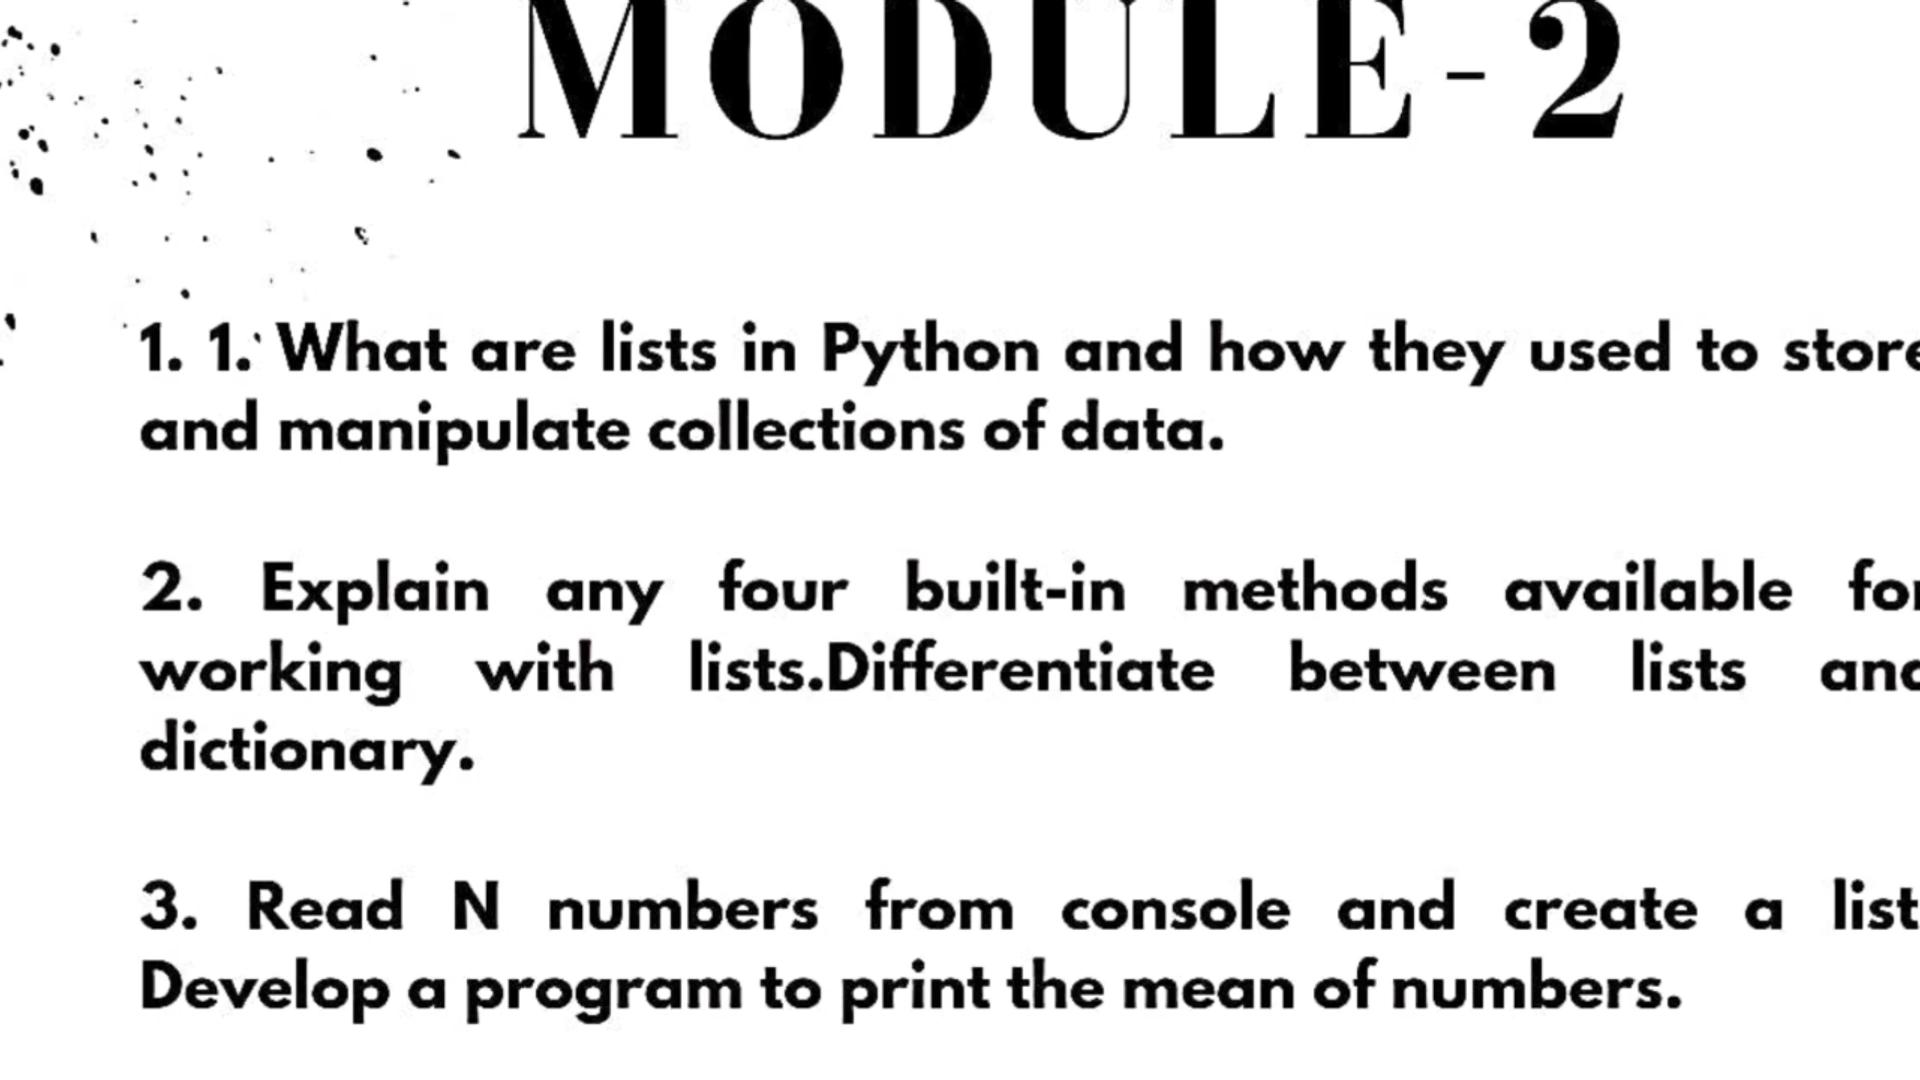 MODULE-2
1. 1. What are lists in Python and how they used to store
and manipulate collections of data.
2. Explain any four built-in methods available for
working with lists.Differentiate between lists and
dictionary.
3. Read N numbers from console and create a list
Develop a program to print the mean of numbers.